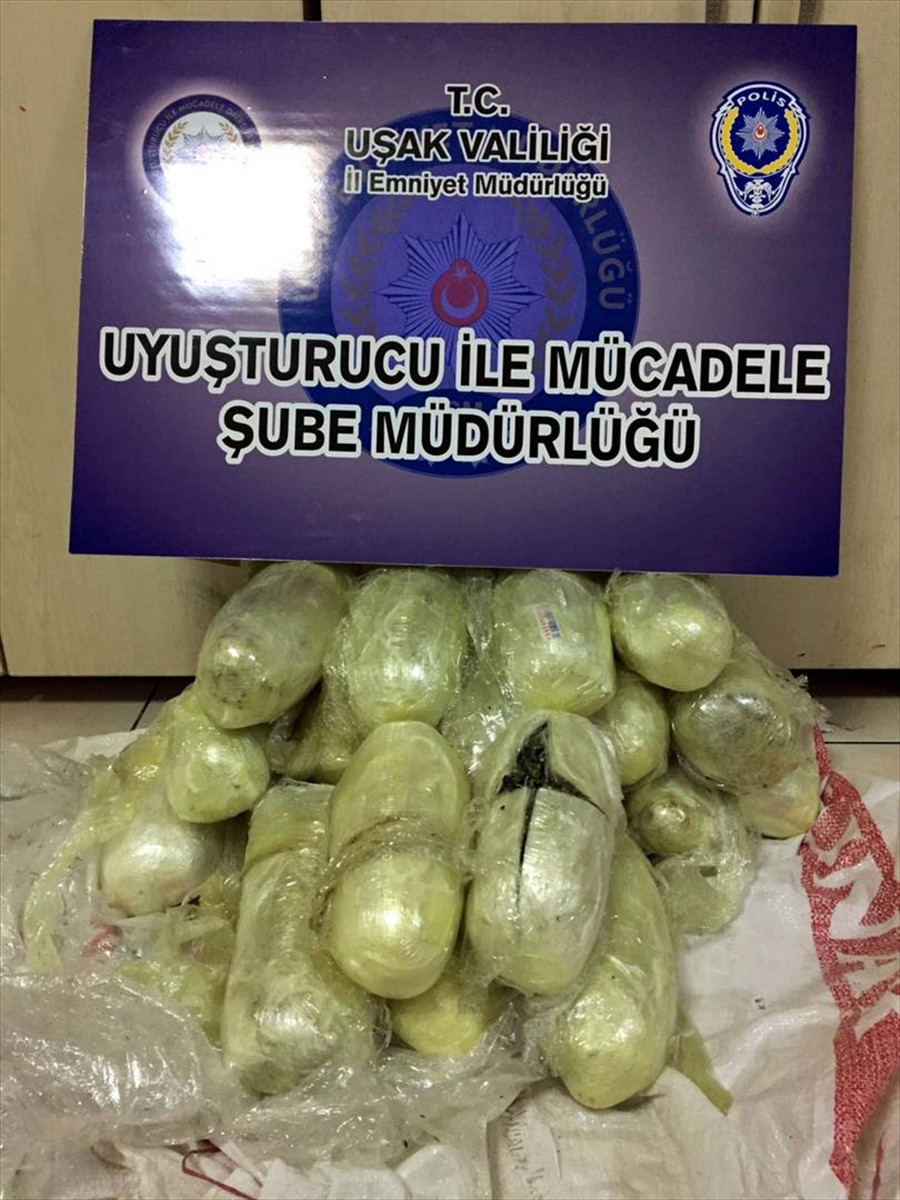 T.C.
UŞAK VALİLİĞİ
İl Emniyet Müdürlüğü
POLİS
UYUŞTURUCU İLE MÜCADELE
ŞUBE MÜDÜRLÜĞÜ